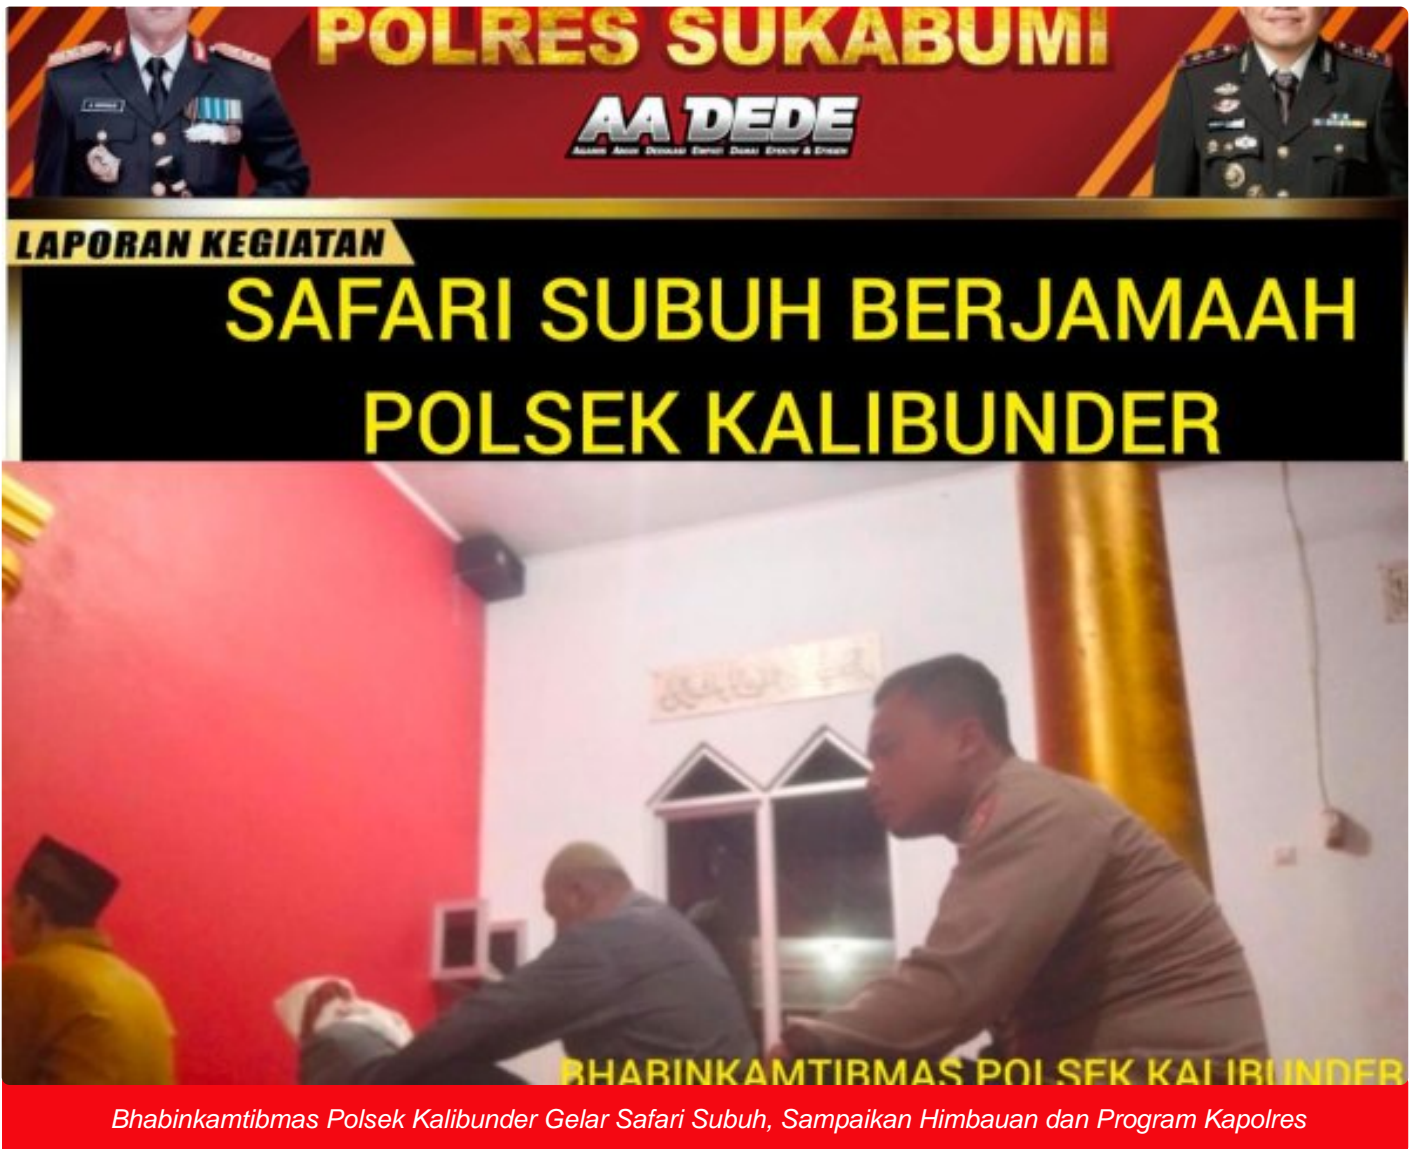 POLRES SUKABUMI
AA DEDE
LAPORAN KEGIATAN
SAFARI SUBUH BERJAMAAH
POLSEK KALIBUNDER
BHABINKAMTIBMAS POLSEK KALIBUNDER
Bhabinkamtibmas Polsek Kalibunder Gelar Safari Subuh, Sampaikan Himbauan dan Program Kapolres